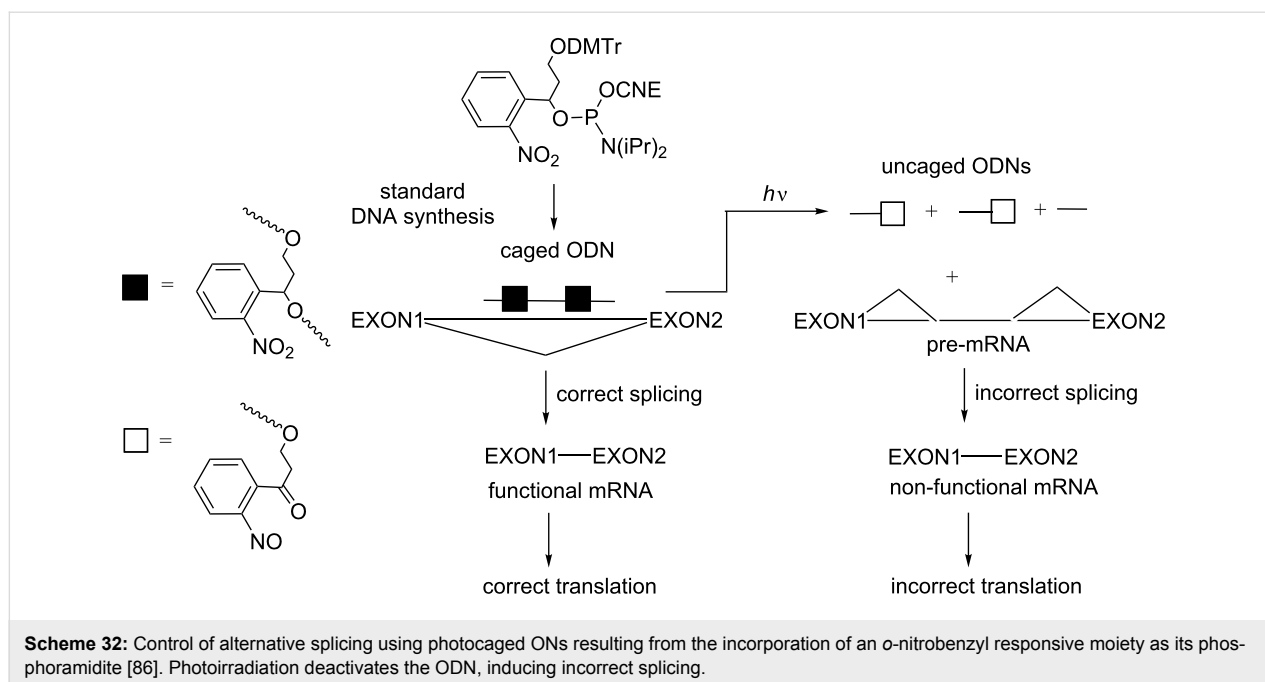 ODMTr
OCNE
O P
N(iPr)2
NO2
standard
DNA synthesis
caged ODN
hν
uncaged ODNs
+ +
+
=
O
O
NO2
EXON1 EXON2
EXON1 EXON2
pre-mRNA
correct splicing
incorrect splicing
=
O
O
NO
EXON1 EXON2
functional mRNA
EXON1 EXON2
non-functional mRNA
correct translation
incorrect translation
Scheme 32: Control of alternative splicing using photocaged ONs resulting from the incorporation of an o-nitrobenzyl responsive moiety as its phos-
phoramidite [86]. Photoirradiation deactivates the ODN, inducing incorrect splicing.